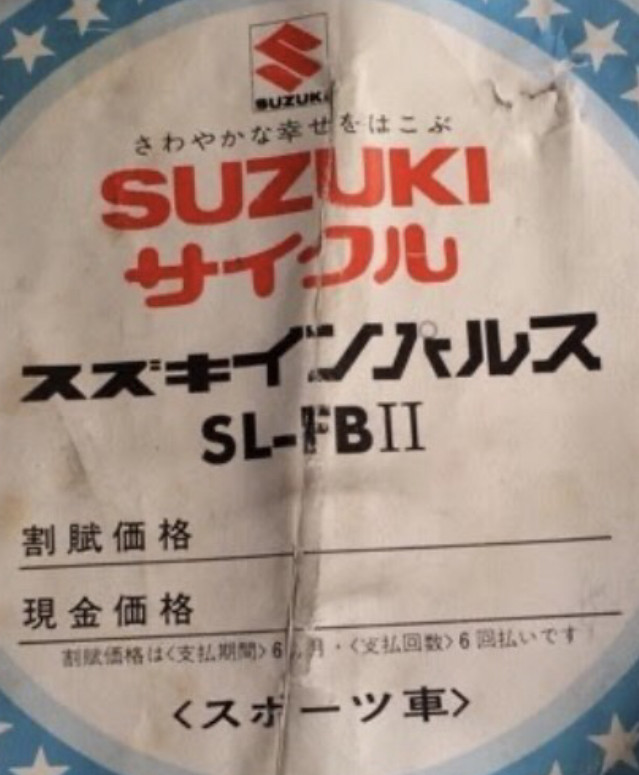 SUZUKI
さわやかな幸せをはこぶ
SUZUKI
サイクル
スズキインパルス
SL-FBII
割賦価格
現金価格
割賦価格は<支払期間>6ヵ月・<支払回数>6回払いです
<スポーツ車>